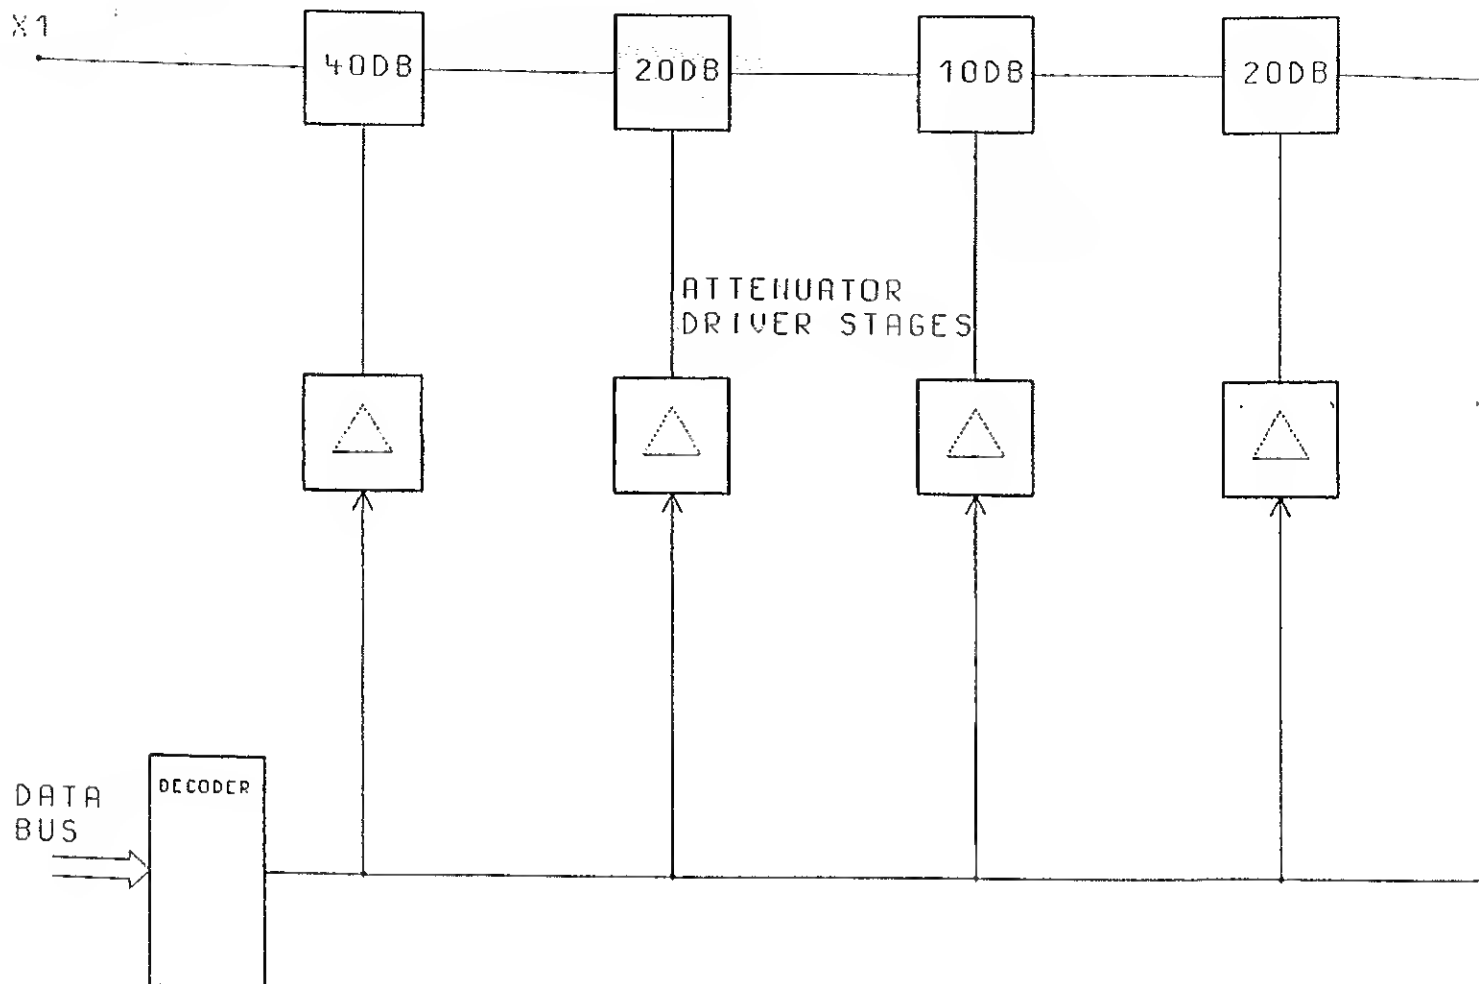 X1
40DB
20DB
10DB
20DB
ATTENUATOR
DRIVER STAGES
DECODER
DATA
BUS